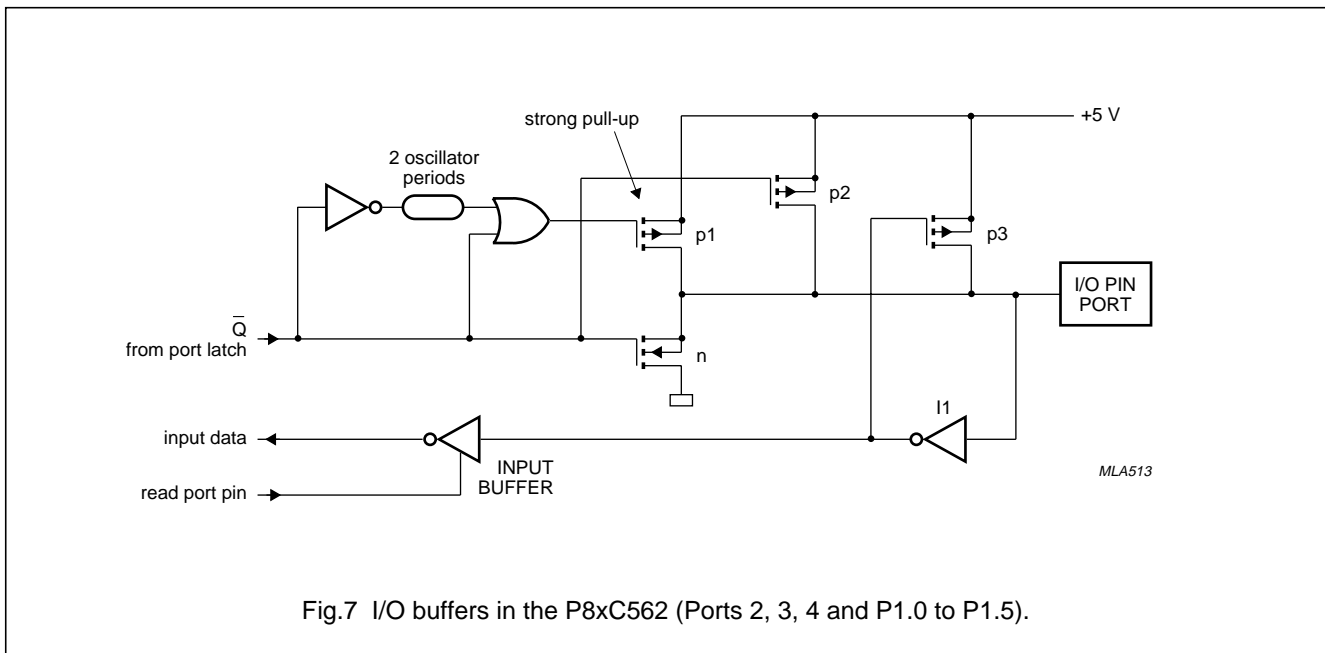 strong pull-up
+5 V
2 oscillator
periods
p2
p1
p3
I/O PIN
PORT
Q̅
from port latch
n
I1
input data
INPUT
BUFFER
read port pin
MLA513
Fig.7 I/O buffers in the P8xC562 (Ports 2, 3, 4 and P1.0 to P1.5).